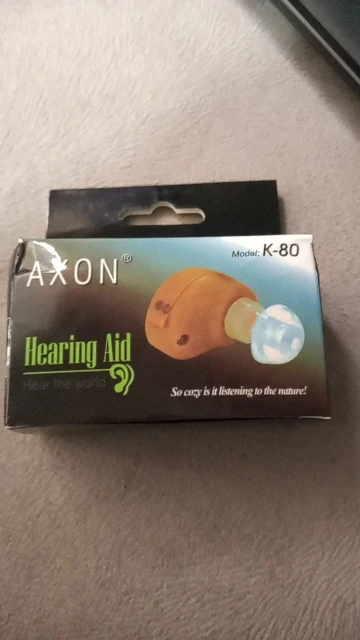 AXON®
Model: K-80
Hearing Aid
Hear the world
So cozy is it listening to the nature!